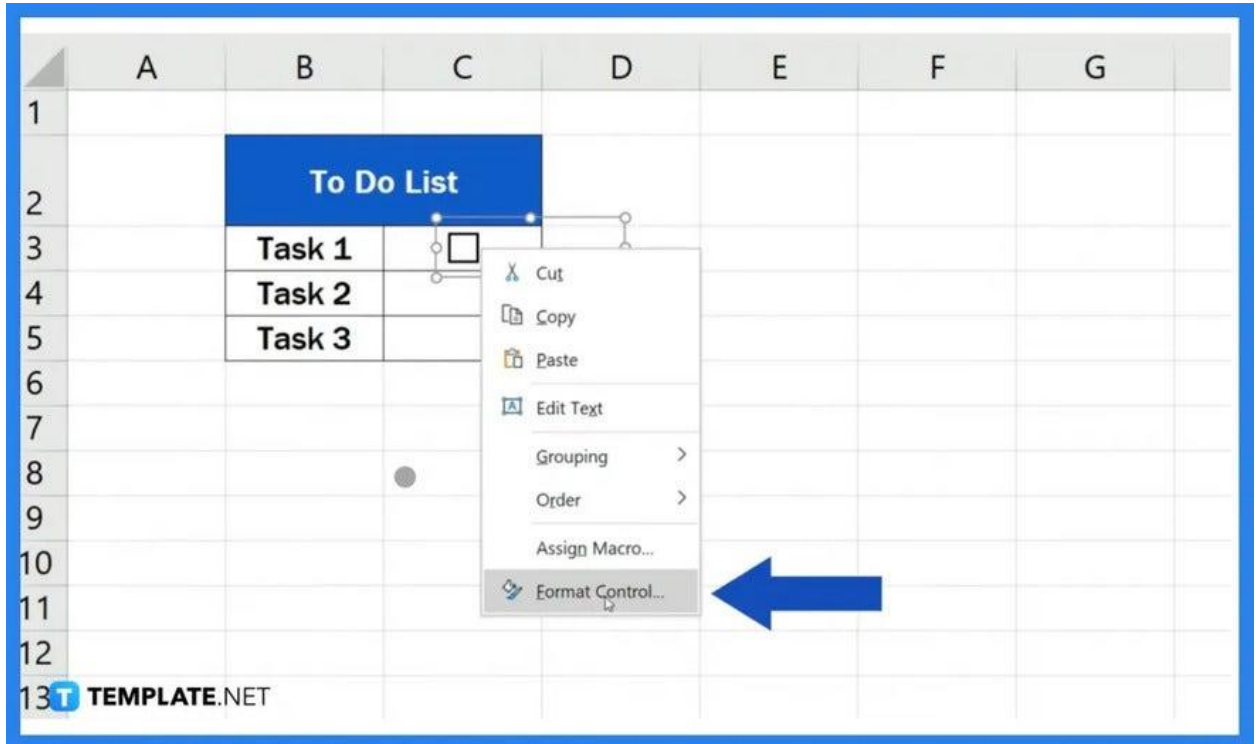 A B C D E F G
1
2 To Do List
3 Task 1
4 Task 2
5 Task 3
6
7
8
9
10
11
12
13
Cut
Copy
Paste
Edit Text
Grouping
Order
Assign Macro...
Format Control...
T TEMPLATE.NET